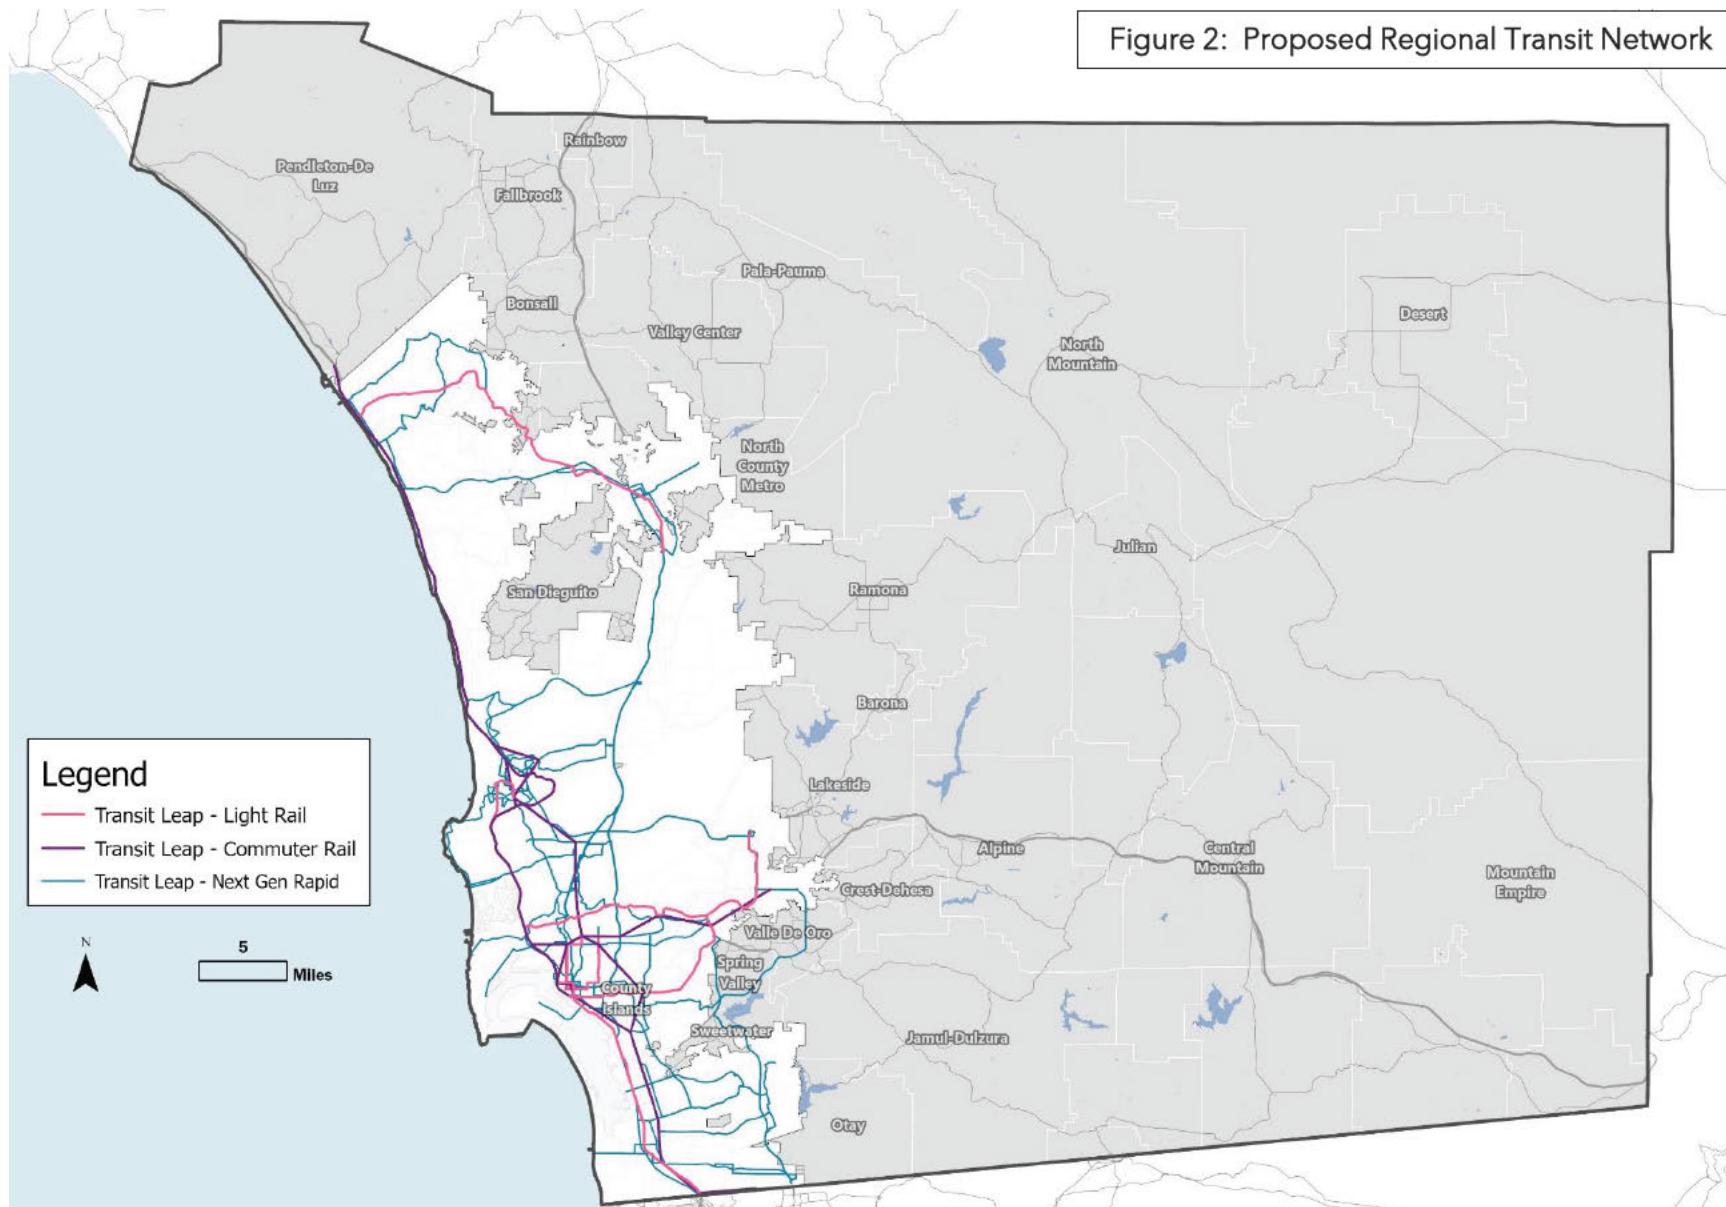 Figure 2: Proposed Regional Transit Network
Rainbow
Pendleton-De
Luz
Fallbrook
Pala-Pauma
Bonsall
Valley Center
Desert
North
Mountain
North
County
Metro
Julian
San Dieguito
Ramona
Barona
Lakeside
Alpine
Central
Mountain
Mountain
Empire
Crest-Dehesa
Valle De Oro
Spring
Valley
County
Islands
Sweetwater
Jamul-Dulzura
Otay
Legend
Transit Leap - Light Rail
Transit Leap - Commuter Rail
Transit Leap - Next Gen Rapid
N
5
Miles